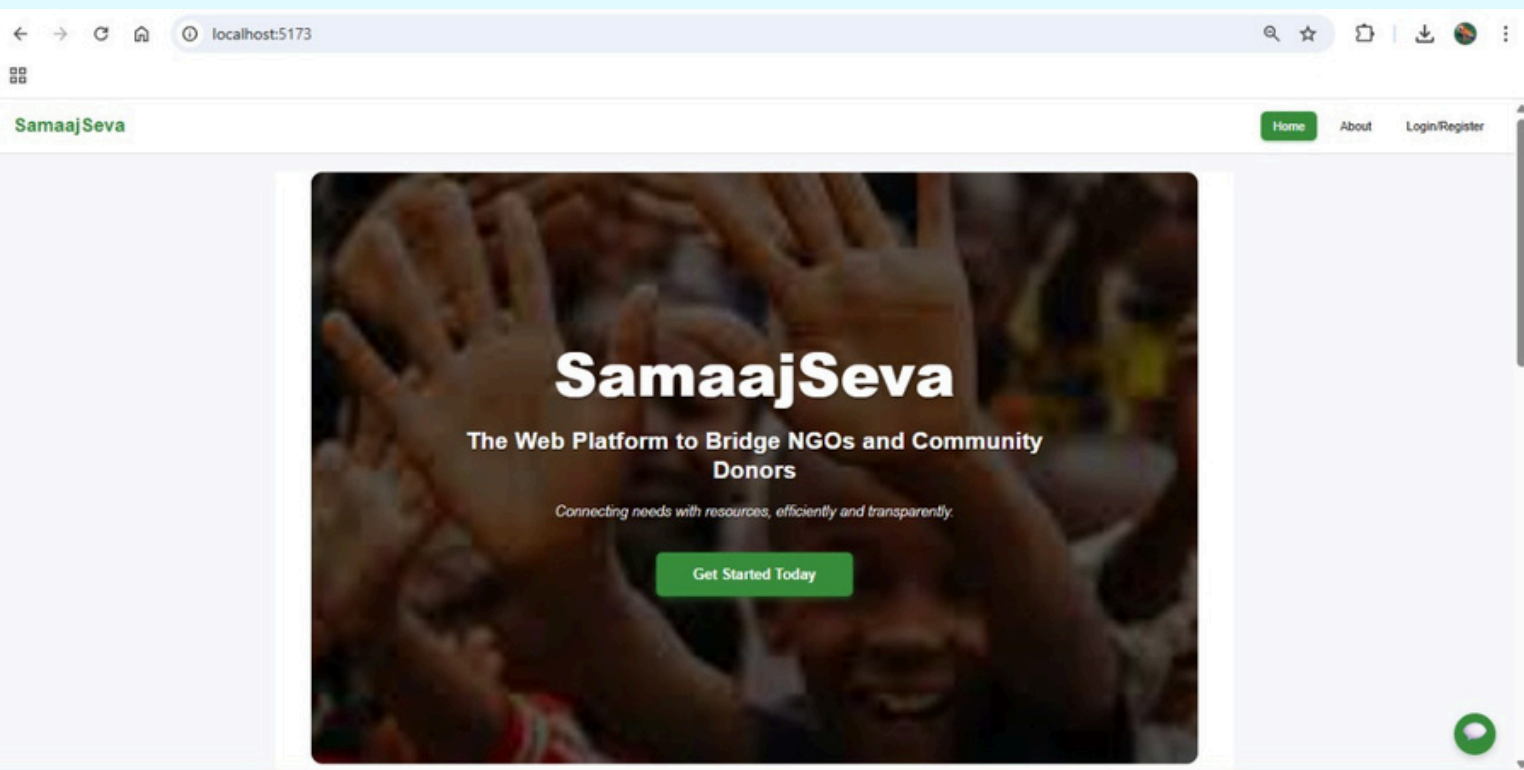 localhost:5173
SamaajSeva
Home
About
Login/Register
SamaajSeva
The Web Platform to Bridge NGOs and Community
Donors
Connecting needs with resources, efficiently and transparently.
Get Started Today